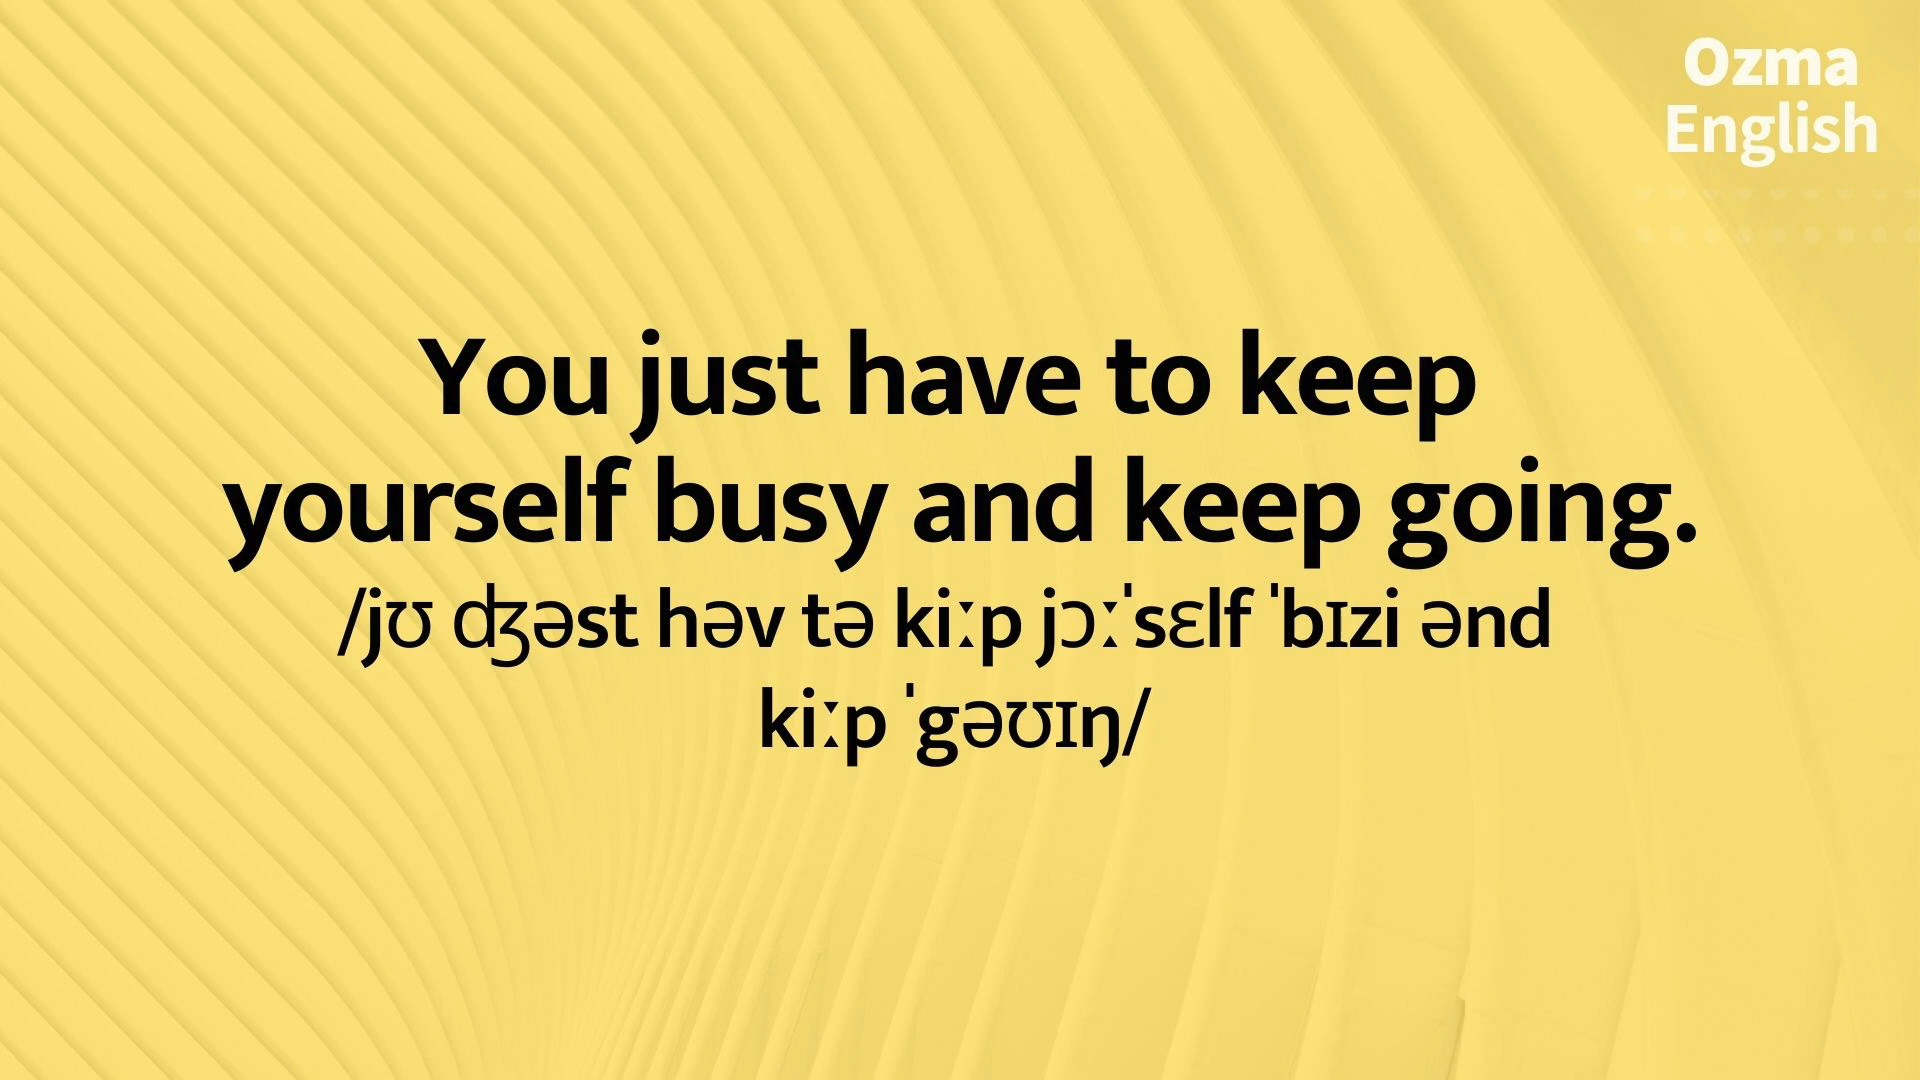 Ozma
English
You just have to keep
yourself busy and keep going.
/jʊ ʤəst həv tə kiːp jɔːˈsɛlf ˈbɪzi ənd
kiːp ˈgəʊɪŋ/